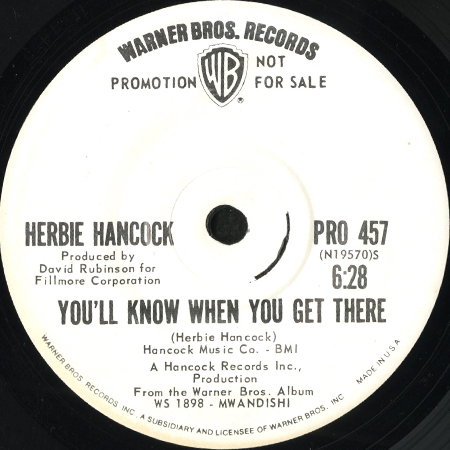 WARNER BROS. RECORDS
PROMOTION WB NOT
FOR SALE
HERBIE HANCOCK
Produced by
David Rubinson for
Fillmore Corporation
PRO 457
(N19570)S
6:28
YOU'LL KNOW WHEN YOU GET THERE
(Herbie Hancock)
Hancock Music Co. - BMI
A Hancock Records Inc.,
Production
From the Warner Bros. Album
WS 1898 - MWANDISHI
WARNER BROS. RECORDS INC. A SUBSIDIARY AND LICENSEE OF WARNER BROS. INC
MADE IN U.S.A